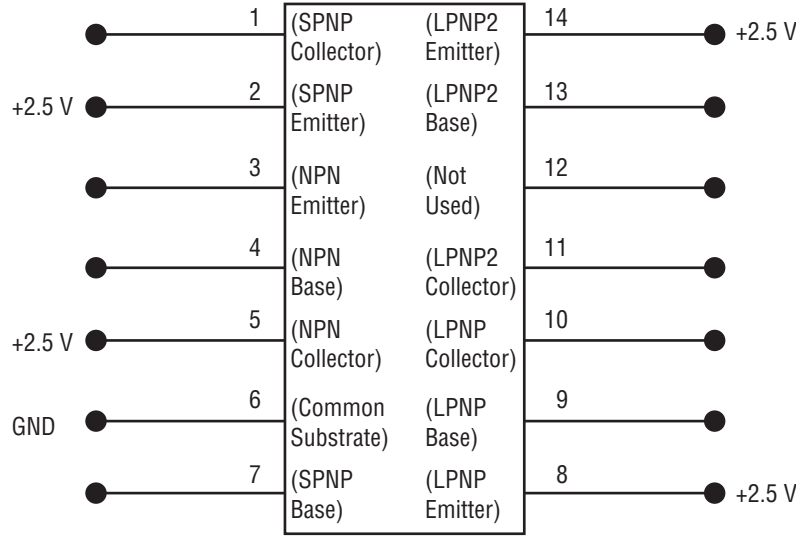 1 (SPNP (LPNP2 14 +2.5 V
Collector) Emitter)
+2.5 V 2 (SPNP (LPNP2 13
Emitter) Base)
3 (NPN (Not 12
Emitter) Used)
4 (NPN (LPNP2 11
Base) Collector)
+2.5 V 5 (NPN (LPNP 10
Collector) Collector)
GND 6 (Common (LPNP 9
Substrate) Base)
7 (SPNP (LPNP 8 +2.5 V
Base) Emitter)